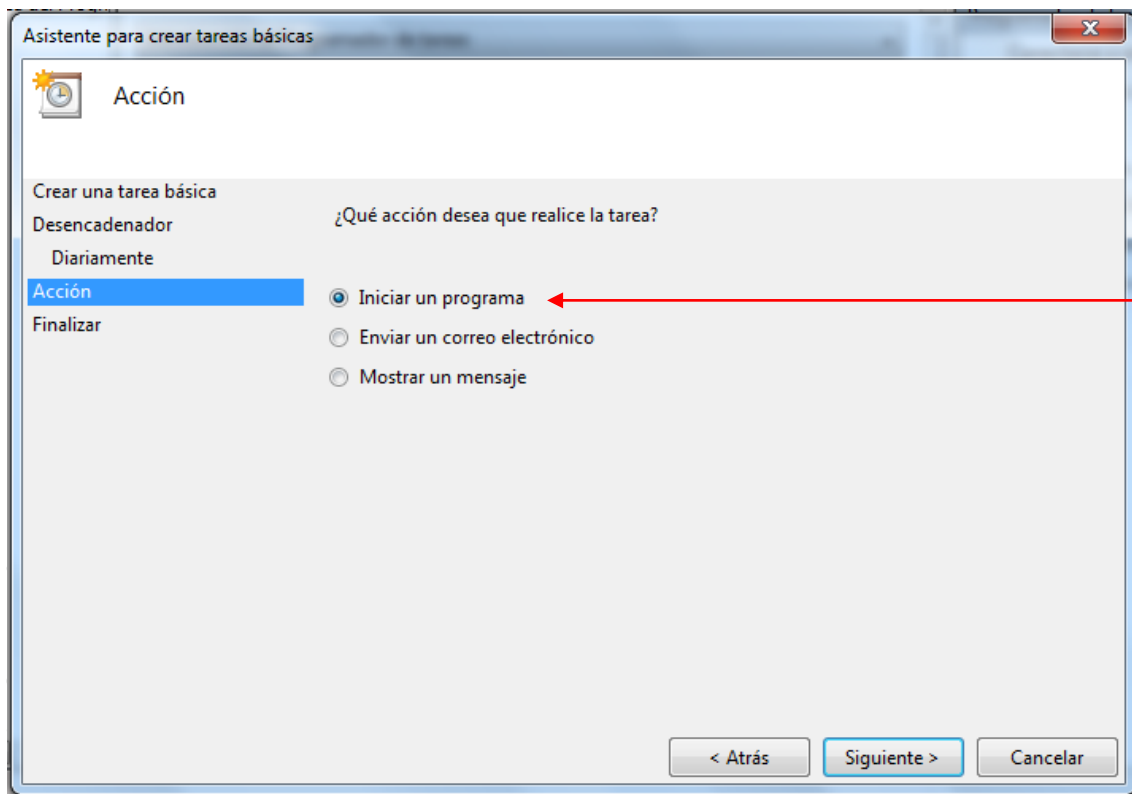 Asistente para crear tareas básicas
Acción
Crear una tarea básica
Desencadenador
Diariamente
Acción
Finalizar
¿Qué acción desea que realice la tarea?
Iniciar un programa
Enviar un correo electrónico
Mostrar un mensaje
< Atrás
Siguiente >
Cancelar